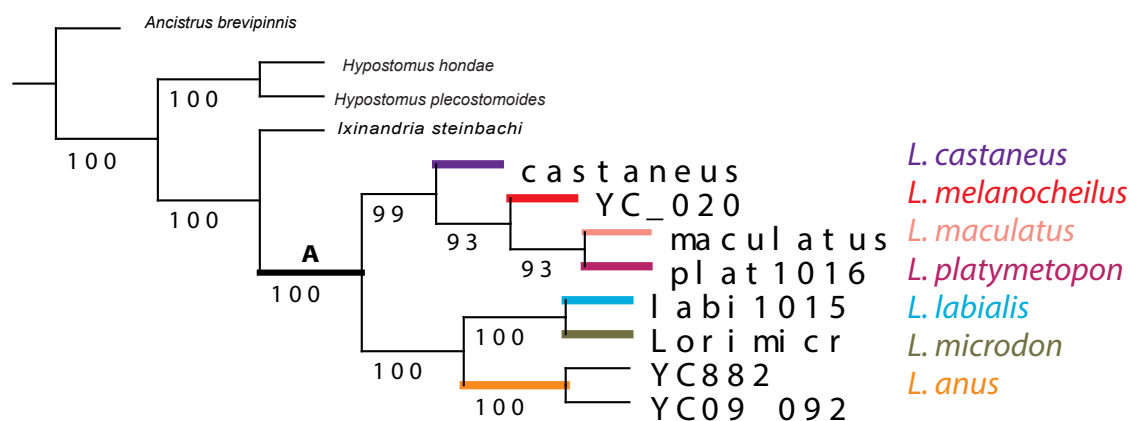 Ancistrus brevipinnis
Hypostomus hondae
100
Hypostomus plecostomoides
Ixinandria steinbachi
100
100
castaneus
99
YC_020
93
maculatus
93
plat1016
A
100
labi1015
100
Lorimicr
100
YC882
100
YC09 092
L. castaneus
L. melanocheilus
L. maculatus
L. platymetopon
L. labialis
L. microdon
L. anus